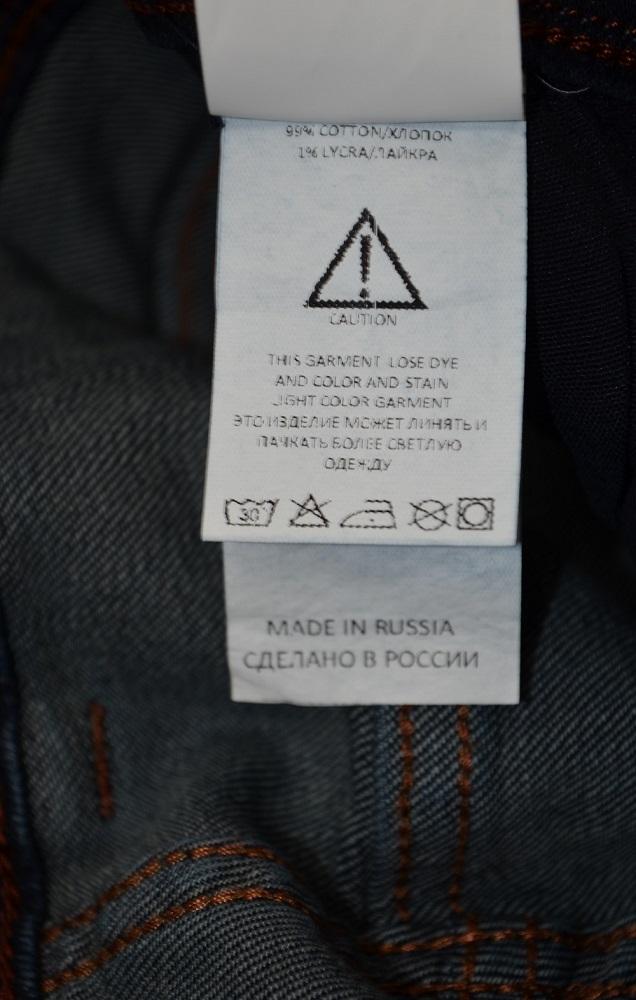 99% COTTON/ХЛОПОК
1% LYCRA/ЛАЙКРА
CAUTION
THIS GARMENT LOSE DYE
AND COLOR AND STAIN
LIGHT COLOR GARMENT
ЭТО ИЗДЕЛИЕ МОЖЕТ ЛИНЯТЬ И
ПАЧКАТЬ БОЛЕЕ СВЕТЛУЮ
ОДЕЖДУ
30
MADE IN RUSSIA
СДЕЛАНО В РОССИИ